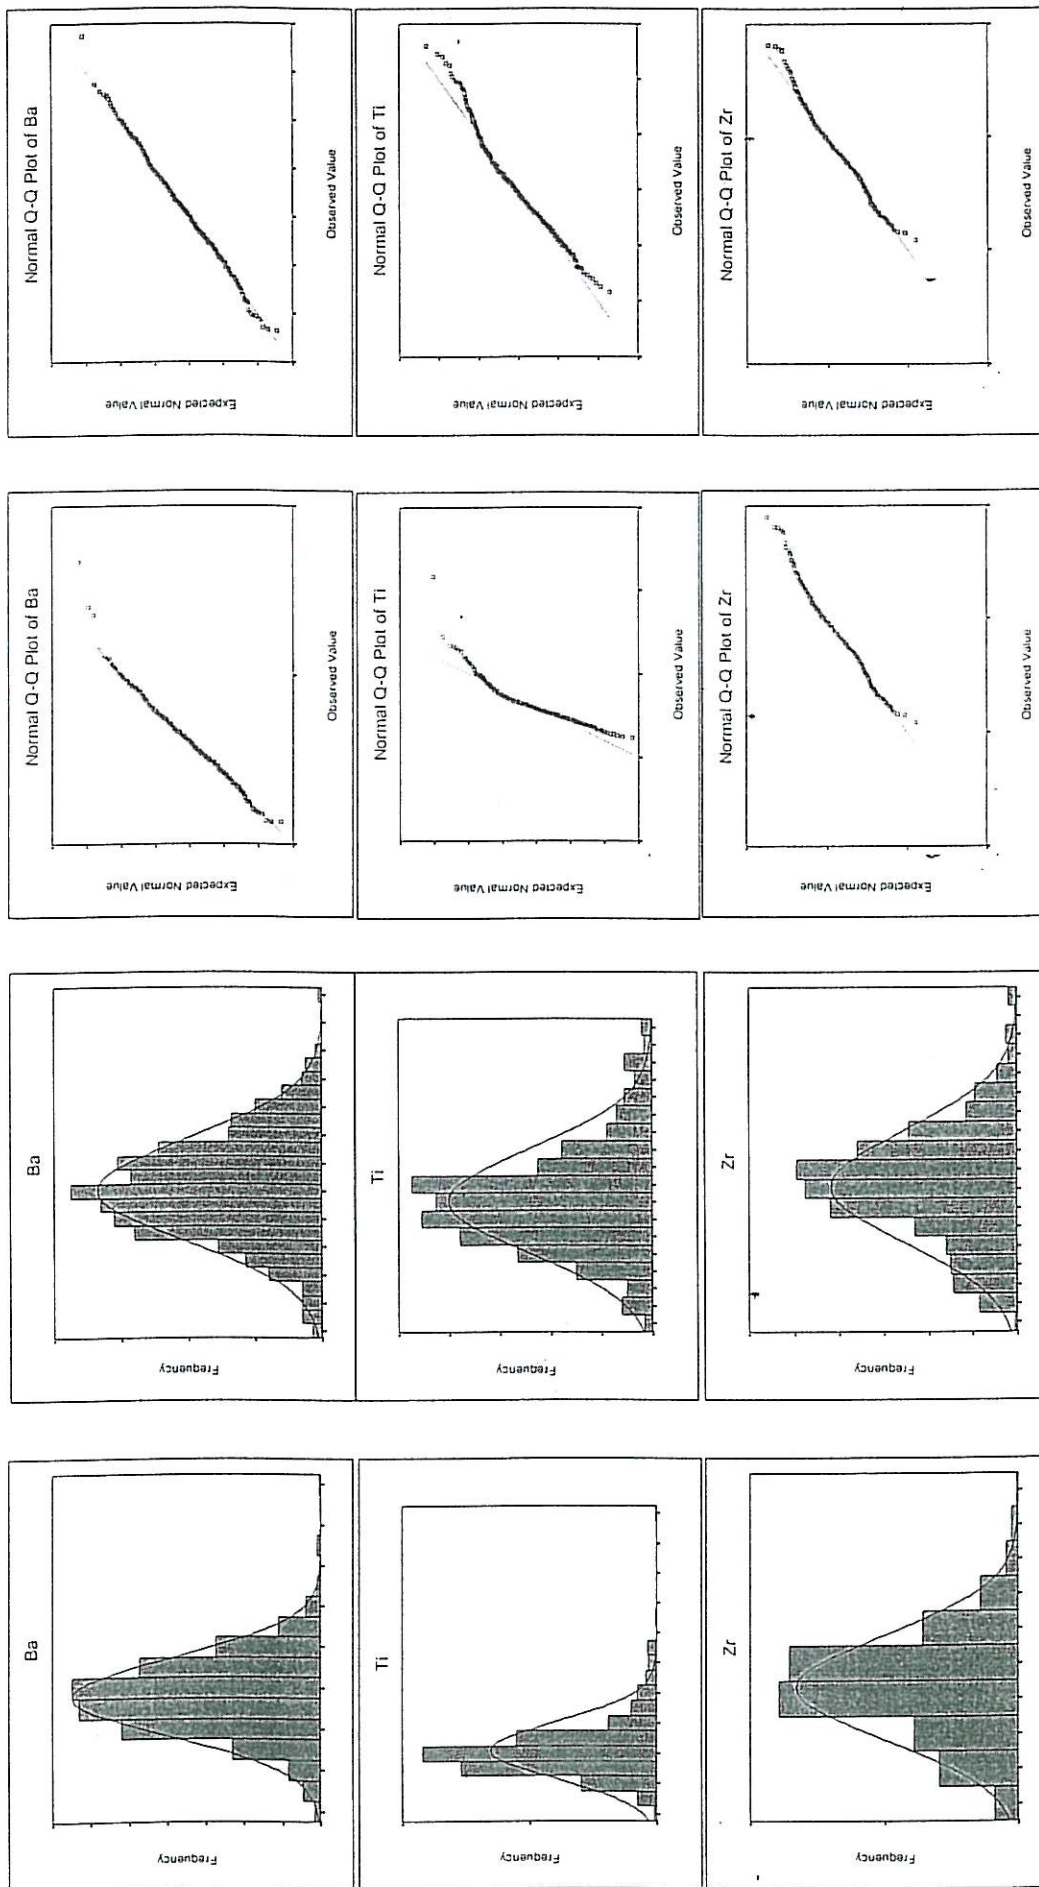 Ba
Frequency
Ba
Frequency
Normal Q-Q Plot of Ba
Expected Normal Value
Observed Value
Normal Q-Q Plot of Ba
Expected Normal Value
Observed Value
Ti
Frequency
Ti
Frequency
Normal Q-Q Plot of Ti
Expected Normal Value
Observed Value
Normal Q-Q Plot of Ti
Expected Normal Value
Observed Value
Zr
Frequency
Zr
Frequency
Normal Q-Q Plot of Zr
Expected Normal Value
Observed Value
Normal Q-Q Plot of Zr
Expected Normal Value
Observed Value